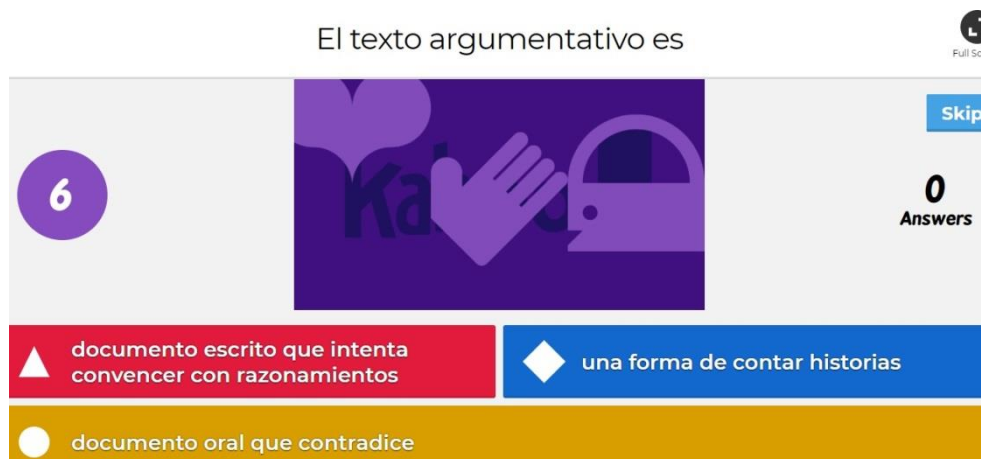 El texto argumentativo es
Full Sc
Skip
6
0
Answers
documento escrito que intenta
convencer con razonamientos
una forma de contar historias
documento oral que contradice